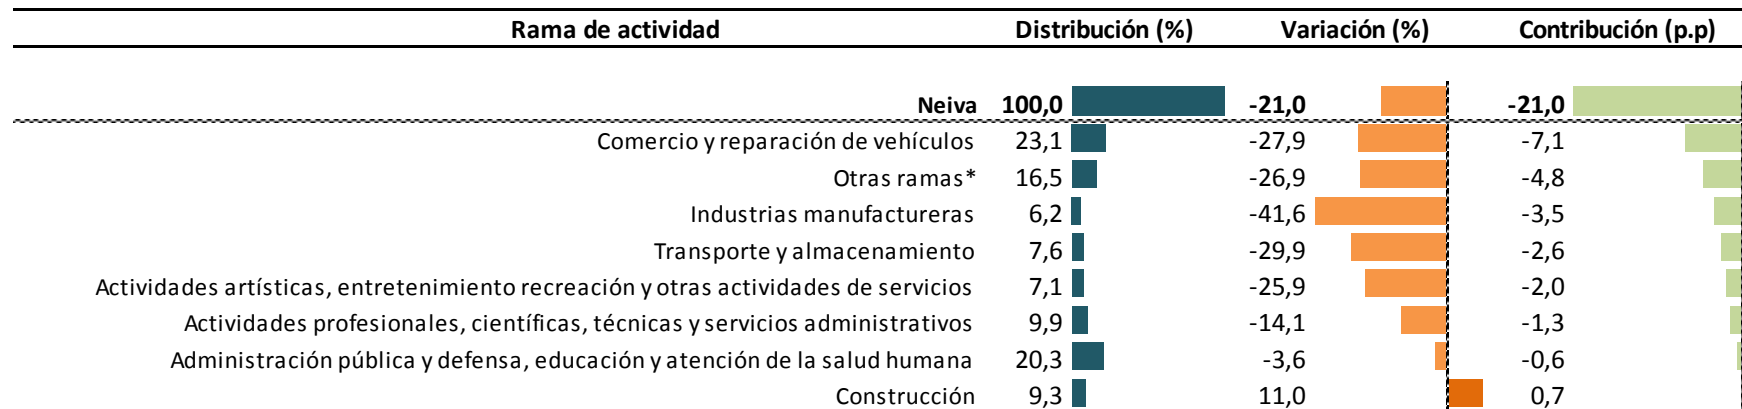 Rama de actividad Distribución (%) Variación (%) Contribución (p.p)
Neiva 100,0 -21,0 -21,0
Comercio y reparación de vehículos 23,1 -27,9 -7,1
Otras ramas* 16,5 -26,9 -4,8
Industrias manufactureras 6,2 -41,6 -3,5
Transporte y almacenamiento 7,6 -29,9 -2,6
Actividades artísticas, entretenimiento recreación y otras actividades de servicios 7,1 -25,9 -2,0
Actividades profesionales, científicas, técnicas y servicios administrativos 9,9 -14,1 -1,3
Administración pública y defensa, educación y atención de la salud humana 20,3 -3,6 -0,6
Construcción 9,3 11,0 0,7